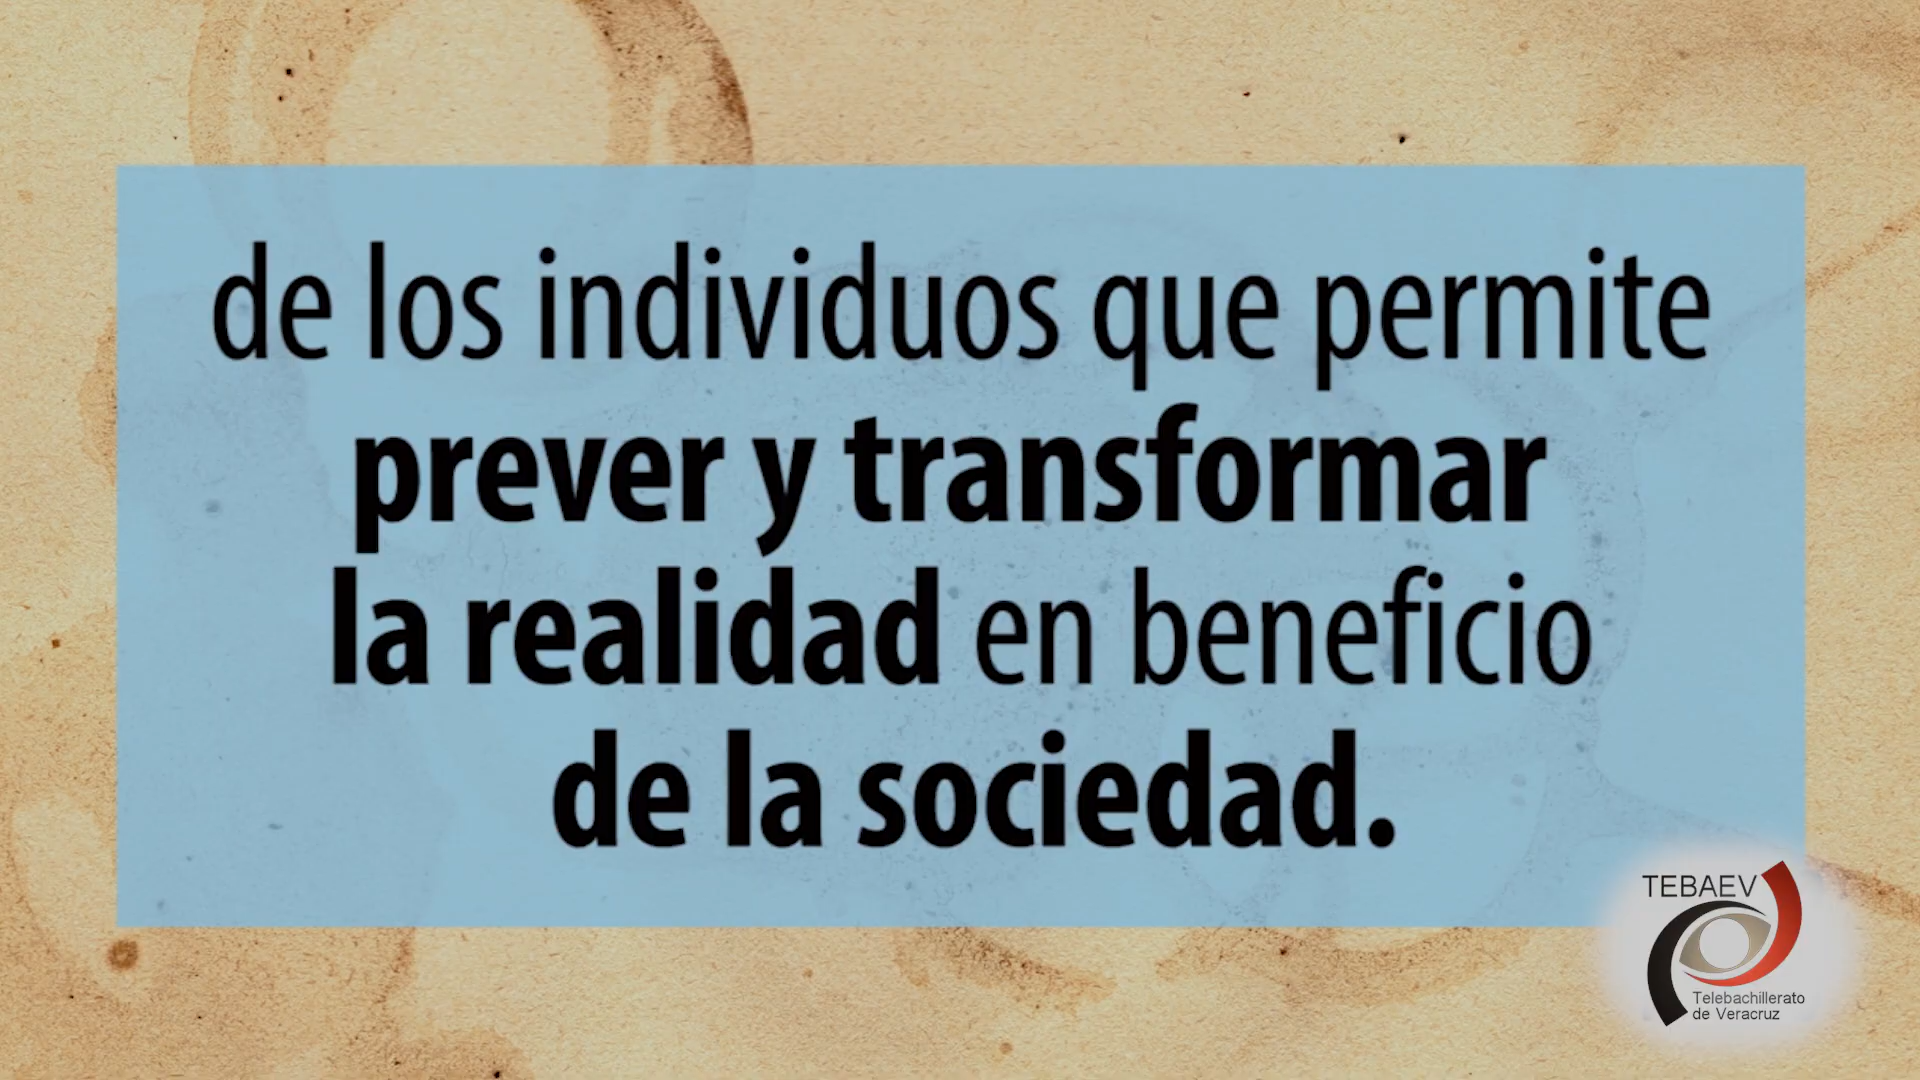 de los individuos que permite
prever y transformar
la realidad en beneficio
de la sociedad.
TEBAEV
Telebachillerato
de Veracruz